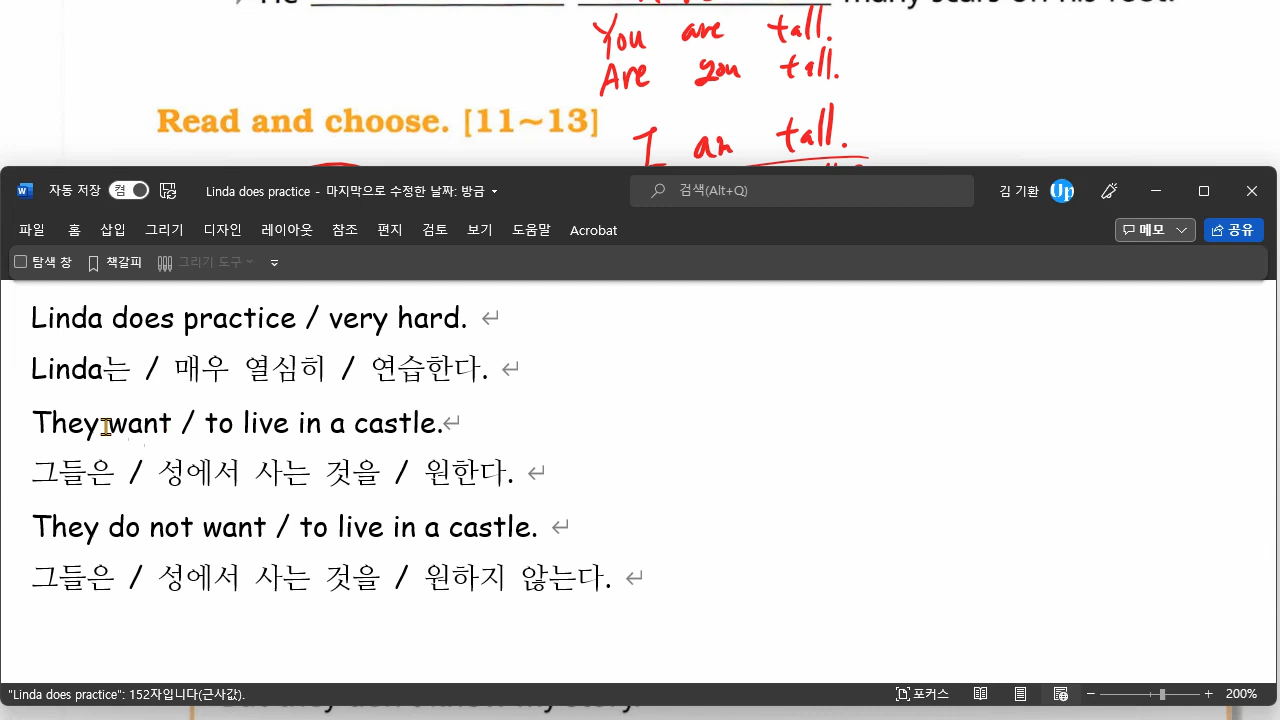 He
You are tall.
Are you tall.
Read and choose. [11~13]
I am tall.
자동 저장 켬 Linda does practice - 마지막으로 수정한 날짜: 방금 검색(Alt+Q) 김 기환 Up
파일 홈 삽입 그리기 디자인 레이아웃 참조 편지 검토 보기 도움말 Acrobat 메모 공유
탐색 창 책갈피 그리기 도구
Linda does practice / very hard.
Linda는 / 매우 열심히 / 연습한다.
They want / to live in a castle.
그들은 / 성에서 사는 것을 / 원한다.
They do not want / to live in a castle.
그들은 / 성에서 사는 것을 / 원하지 않는다.
"Linda does practice": 152자입니다(근사값). 포커스 200%